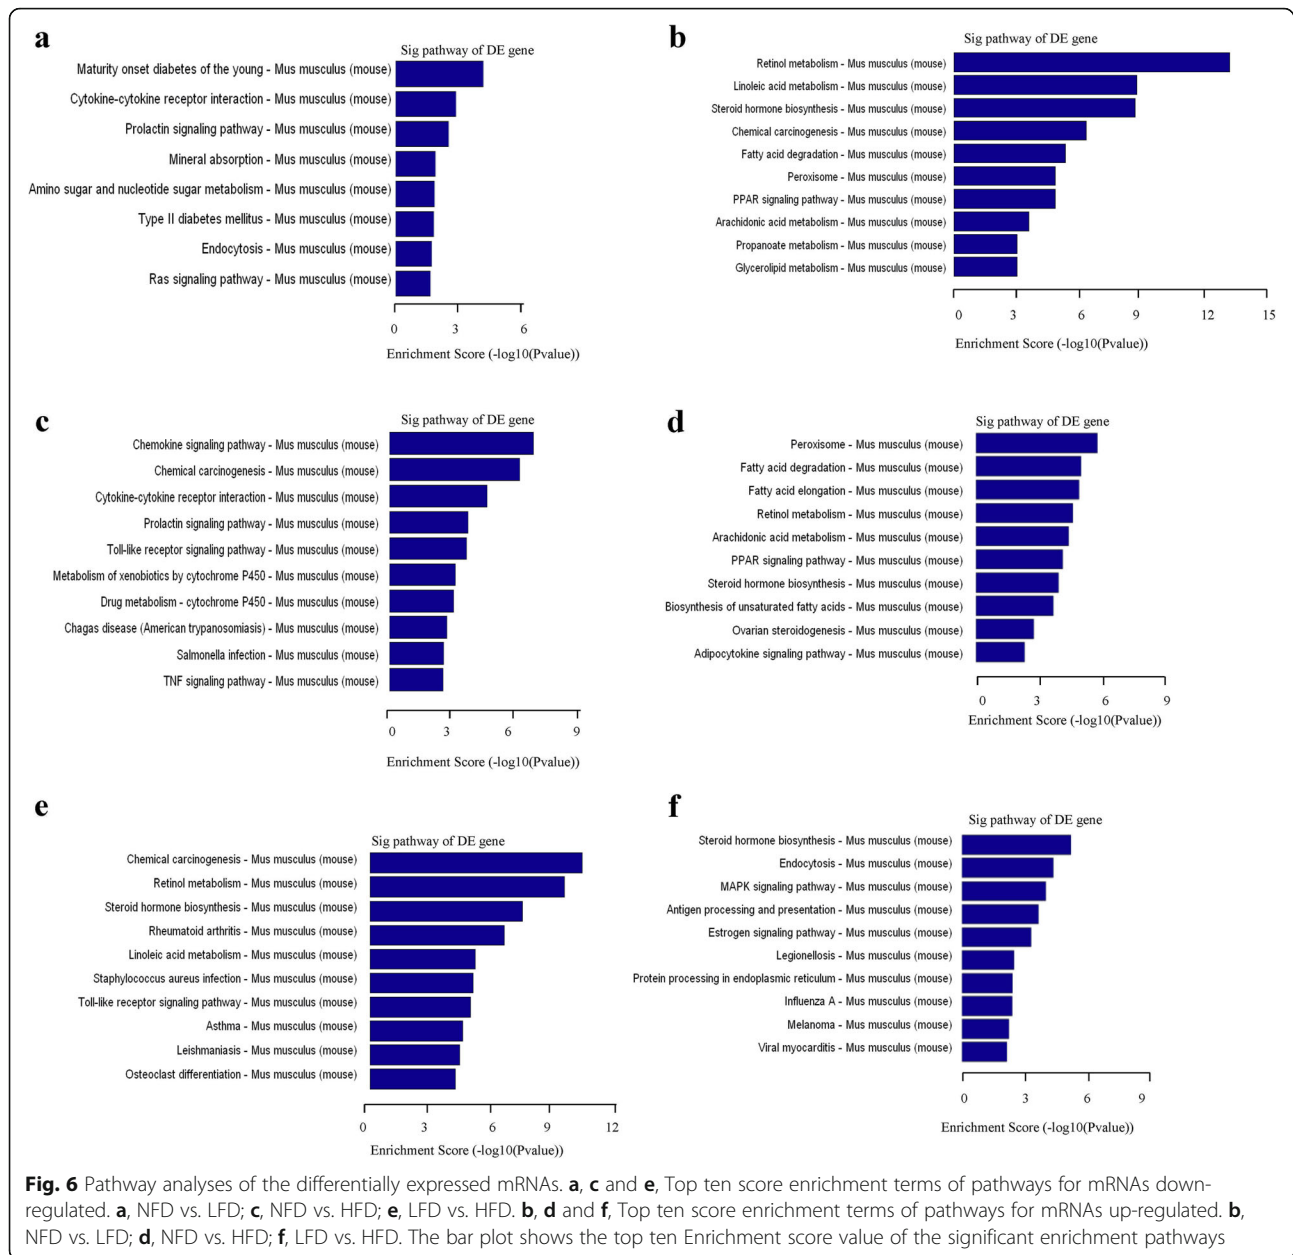 a
Sig pathway of DE gene
Maturity onset diabetes of the young - Mus musculus (mouse)
Cytokine-cytokine receptor interaction - Mus musculus (mouse)
Prolactin signaling pathway - Mus musculus (mouse)
Mineral absorption - Mus musculus (mouse)
Amino sugar and nucleotide sugar metabolism - Mus musculus (mouse)
Type II diabetes mellitus - Mus musculus (mouse)
Endocytosis - Mus musculus (mouse)
Ras signaling pathway - Mus musculus (mouse)
0 3 6
Enrichment Score (-log10(Pvalue))
b
Sig pathway of DE gene
Retinol metabolism - Mus musculus (mouse)
Linoleic acid metabolism - Mus musculus (mouse)
Steroid hormone biosynthesis - Mus musculus (mouse)
Chemical carcinogenesis - Mus musculus (mouse)
Fatty acid degradation - Mus musculus (mouse)
Peroxisome - Mus musculus (mouse)
PPAR signaling pathway - Mus musculus (mouse)
Arachidonic acid metabolism - Mus musculus (mouse)
Propanoate metabolism - Mus musculus (mouse)
Glycerolipid metabolism - Mus musculus (mouse)
0 3 6 9 12 15
Enrichment Score (-log10(Pvalue))
c
Sig pathway of DE gene
Chemokine signaling pathway - Mus musculus (mouse)
Chemical carcinogenesis - Mus musculus (mouse)
Cytokine-cytokine receptor interaction - Mus musculus (mouse)
Prolactin signaling pathway - Mus musculus (mouse)
Toll-like receptor signaling pathway - Mus musculus (mouse)
Metabolism of xenobiotics by cytochrome P450 - Mus musculus (mouse)
Drug metabolism - cytochrome P450 - Mus musculus (mouse)
Chagas disease (American trypanosomiasis) - Mus musculus (mouse)
Salmonella infection - Mus musculus (mouse)
TNF signaling pathway - Mus musculus (mouse)
0 3 6 9
Enrichment Score (-log10(Pvalue))
d
Sig pathway of DE gene
Peroxisome - Mus musculus (mouse)
Fatty acid degradation - Mus musculus (mouse)
Fatty acid elongation - Mus musculus (mouse)
Retinol metabolism - Mus musculus (mouse)
Arachidonic acid metabolism - Mus musculus (mouse)
PPAR signaling pathway - Mus musculus (mouse)
Steroid hormone biosynthesis - Mus musculus (mouse)
Biosynthesis of unsaturated fatty acids - Mus musculus (mouse)
Ovarian steroidogenesis - Mus musculus (mouse)
Adipocytokine signaling pathway - Mus musculus (mouse)
0 3 6 9
Enrichment Score (-log10(Pvalue))
e
Sig pathway of DE gene
Chemical carcinogenesis - Mus musculus (mouse)
Retinol metabolism - Mus musculus (mouse)
Steroid hormone biosynthesis - Mus musculus (mouse)
Rheumatoid arthritis - Mus musculus (mouse)
Linoleic acid metabolism - Mus musculus (mouse)
Staphylococcus aureus infection - Mus musculus (mouse)
Toll-like receptor signaling pathway - Mus musculus (mouse)
Asthma - Mus musculus (mouse)
Leishmaniasis - Mus musculus (mouse)
Osteoclast differentiation - Mus musculus (mouse)
0 3 6 9 12
Enrichment Score (-log10(Pvalue))
f
Sig pathway of DE gene
Steroid hormone biosynthesis - Mus musculus (mouse)
Endocytosis - Mus musculus (mouse)
MAPK signaling pathway - Mus musculus (mouse)
Antigen processing and presentation - Mus musculus (mouse)
Estrogen signaling pathway - Mus musculus (mouse)
Legionellosis - Mus musculus (mouse)
Protein processing in endoplasmic reticulum - Mus musculus (mouse)
Influenza A - Mus musculus (mouse)
Melanoma - Mus musculus (mouse)
Viral myocarditis - Mus musculus (mouse)
0 3 6 9
Enrichment Score (-log10(Pvalue))
Fig. 6 Pathway analyses of the differentially expressed mRNAs. a, c and e, Top ten score enrichment terms of pathways for mRNAs down-
regulated. a, NFD vs. LFD; c, NFD vs. HFD; e, LFD vs. HFD. b, d and f, Top ten score enrichment terms of pathways for mRNAs up-regulated. b,
NFD vs. LFD; d, NFD vs. HFD; f, LFD vs. HFD. The bar plot shows the top ten Enrichment score value of the significant enrichment pathways